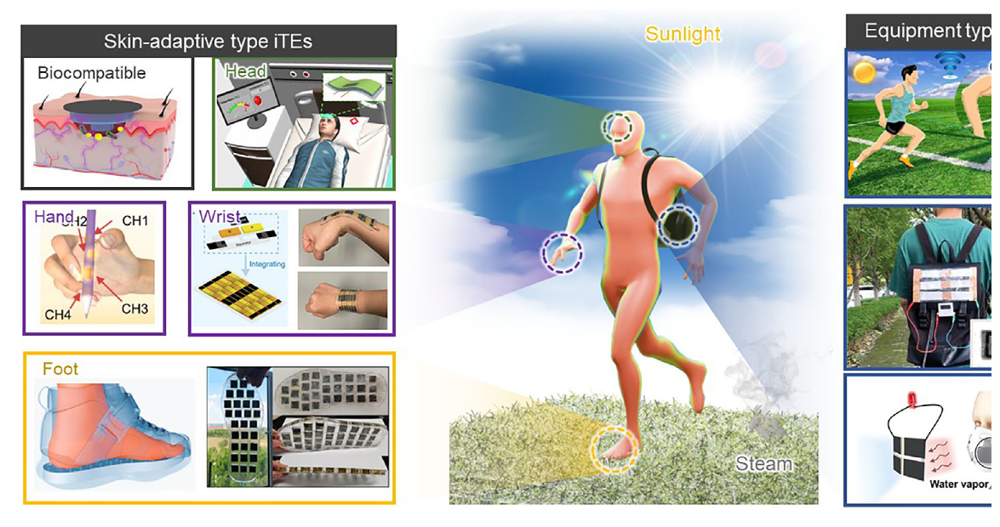 Skin-adaptive type iTEs
Biocompatible
Head
Hand
CH2
CH1
CH3
CH4
Wrist
Separator
Integrating
Foot
Sunlight
Steam
Equipment typ
Water vapor